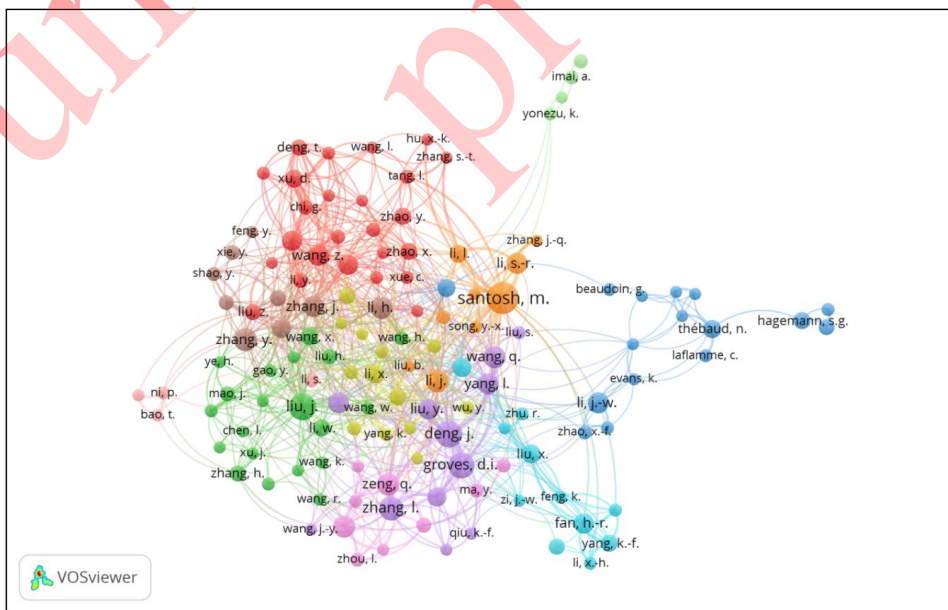 imai, a.
yonezu, k.
hu, x.-k.
deng, t.
wang, l.
zhang, s.-t.
xu, d.
tang, l.
chi, g.
zhao, y.
feng, y.
zhang, j.-q.
xie, y.
wang, z.
zhao, x.
li, l.
li, s.-r.
shao, y.
li, y.
xue, c.
beaudoin, g.
santosh, m.
liu, z.
zhang, j.
li, h.
song, y.-x.
liu, s.
thébaud, n.
hagemann, s.g.
zhang, y.
wang, x.
wang, h.
ye, h.
gao, y.
liu, h.
liu, b.
wang, q.
laflamme, c.
li, s.
li, x.
li, j.
yang, l.
evans, k.
ni, p.
mao, j.
bao, t.
liu, j.
wang, w.
liu, y.
wu, y.
zhu, r.
li, j.-w.
chen, l.
li, w.
yang, k.
deng, j.
zhao, x.-f.
xu, j.
liu, x.
zhang, h.
wang, k.
groves, d.i.
zeng, q.
ma, y.
wang, r.
zhang, l.
zi, j.-w.
feng, k.
wang, j.-y.
qiu, k.-f.
fan, h.-r.
yang, k.-f.
zhou, l.
li, x.-h.
VOSviewer